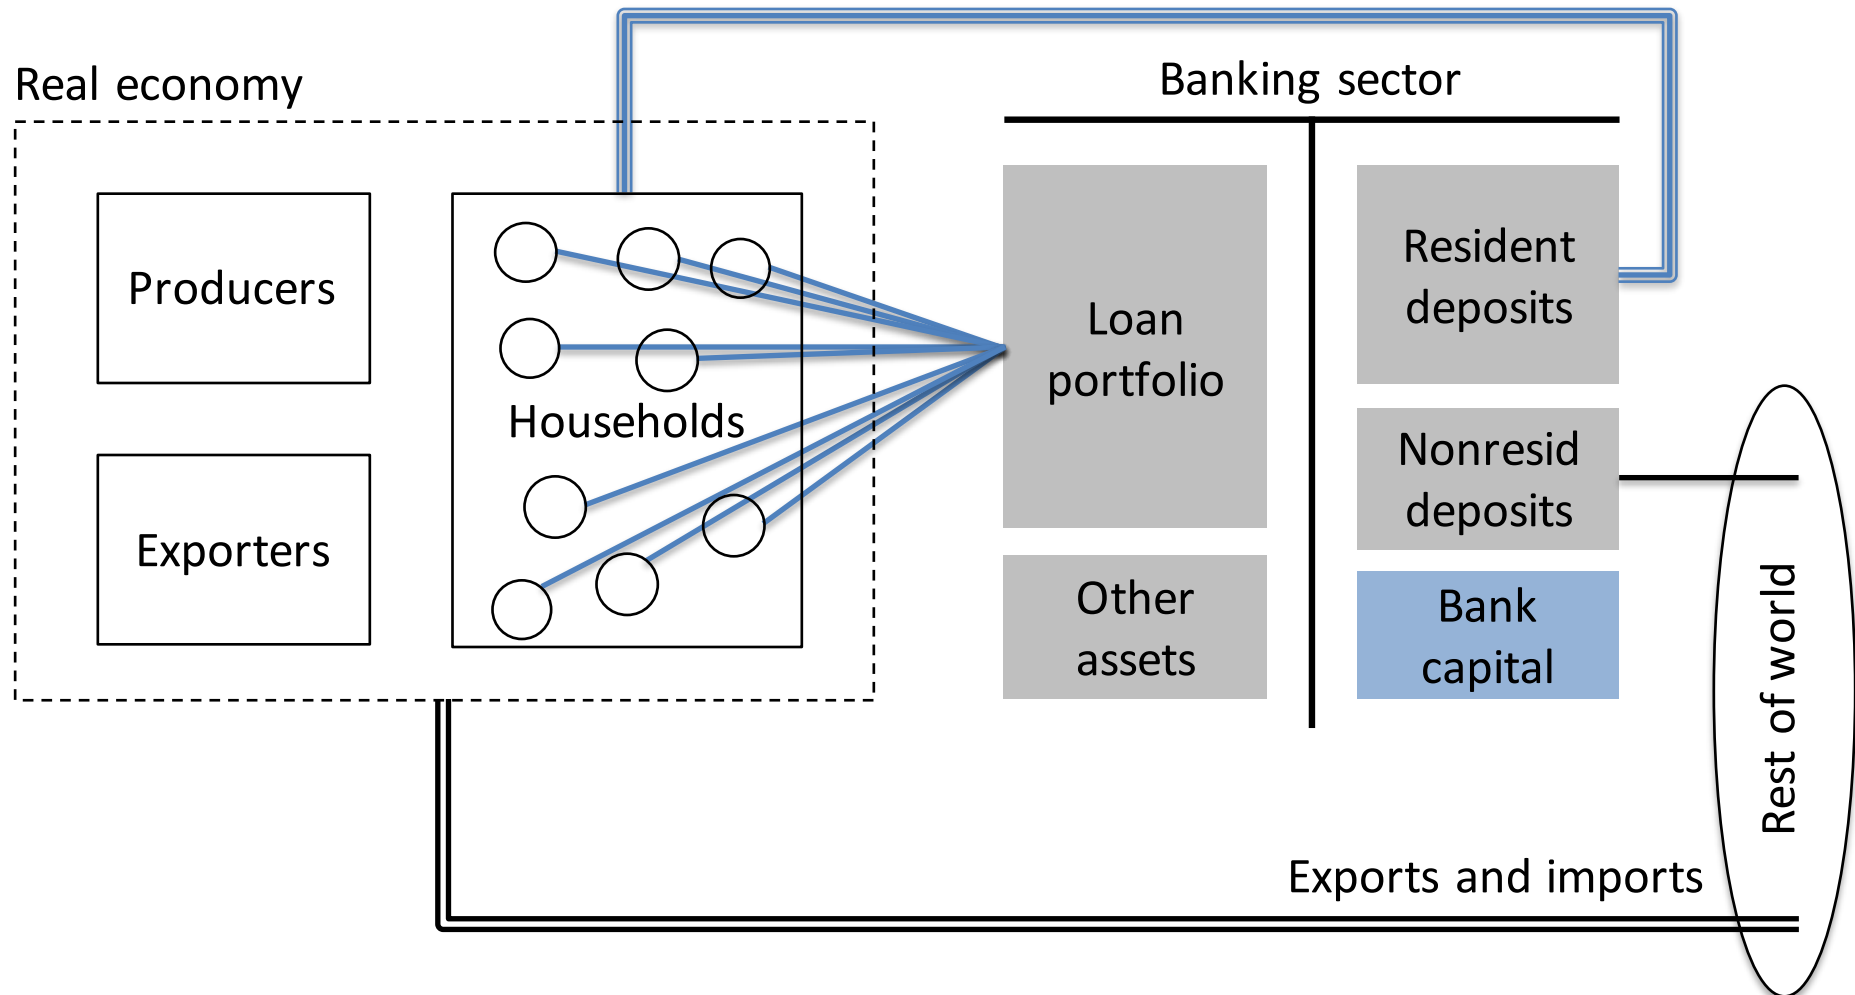 Real economy
Banking sector
Producers
Exporters
Households
Loan
portfolio
Other
assets
Resident
deposits
Nonresid
deposits
Bank
capital
Rest of world
Exports and imports